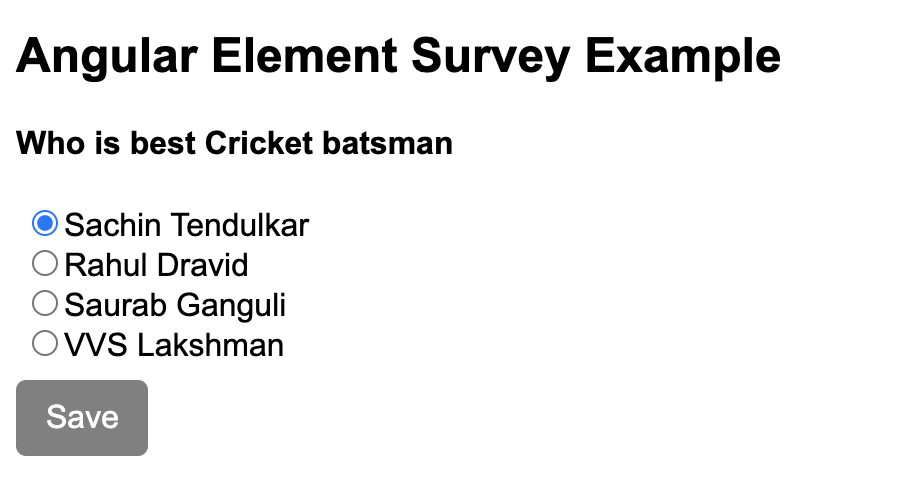 Angular Element Survey Example
Who is best Cricket batsman
Sachin Tendulkar
Rahul Dravid
Saurab Ganguli
VVS Lakshman
Save